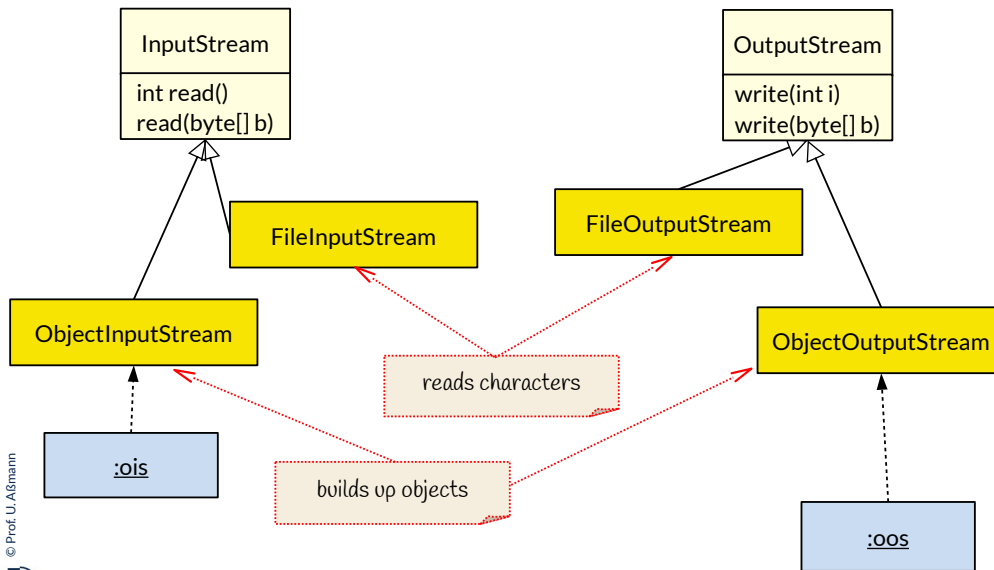 InputStream
int read()
read(byte[] b)
OutputStream
write(int i)
write(byte[] b)
FileInputStream
FileOutputStream
ObjectInputStream
ObjectOutputStream
reads characters
:ois
builds up objects
:oos
© Prof. U. Aßmann